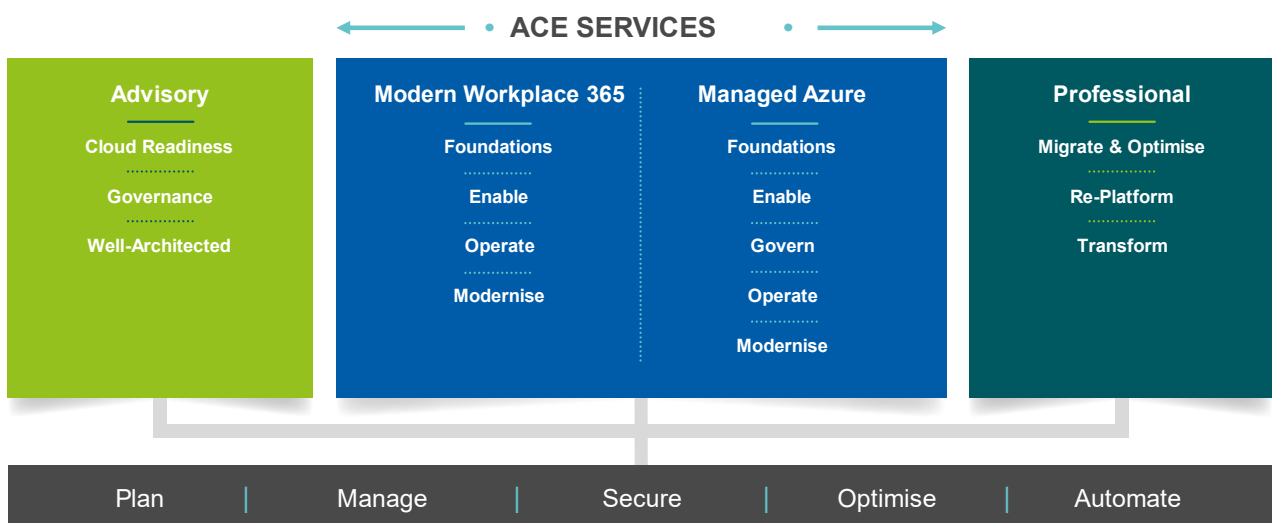 ACE SERVICES
Advisory
Cloud Readiness
Governance
Well-Architected
Modern Workplace 365
Foundations
Enable
Operate
Modernise
Managed Azure
Foundations
Enable
Govern
Operate
Modernise
Professional
Migrate & Optimise
Re-Platform
Transform
Plan | Manage | Secure | Optimise | Automate